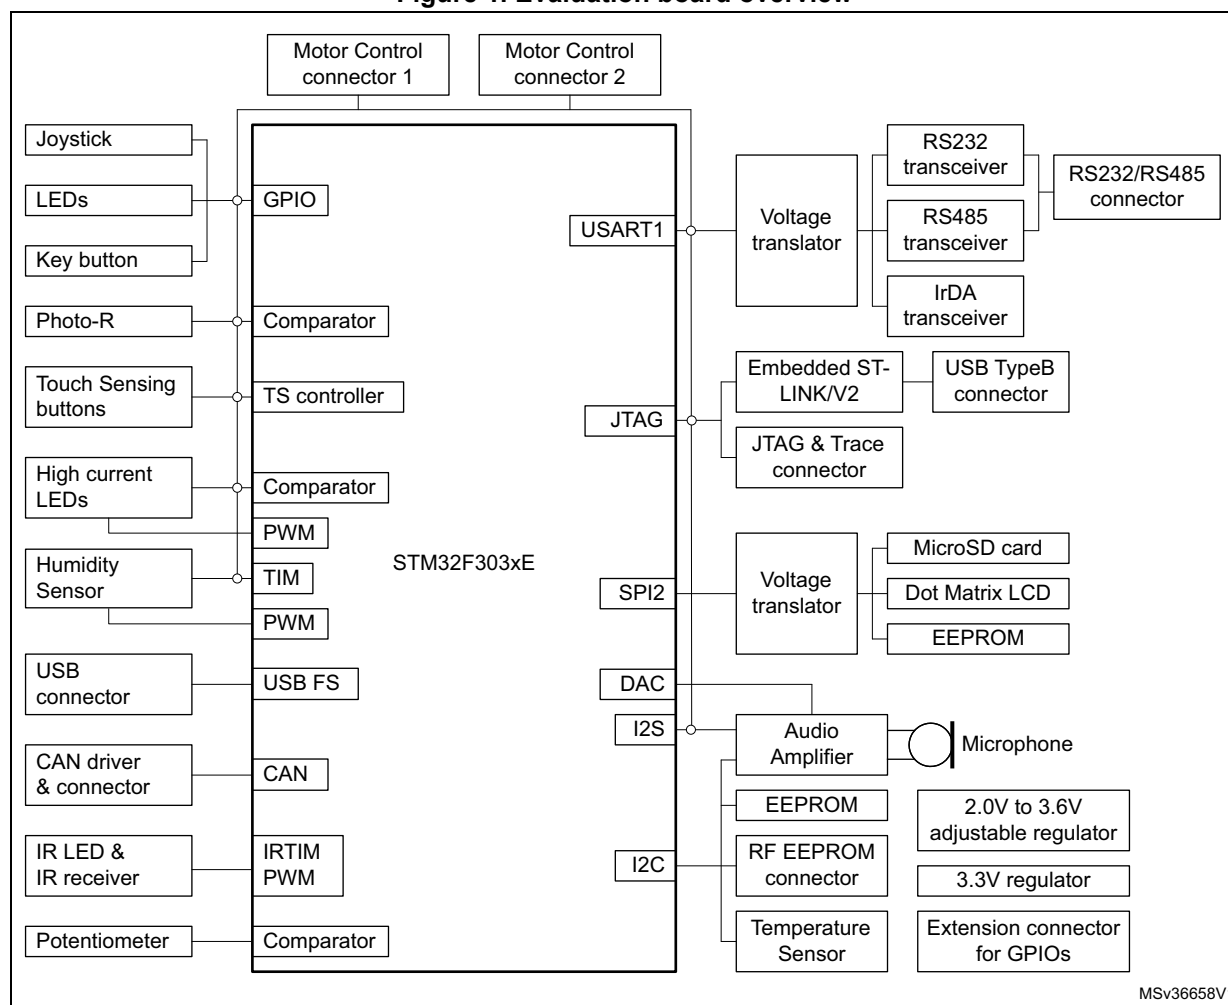 Figure 1. Evaluation board overview
Motor Control
connector 1
Motor Control
connector 2
Joystick
LEDs
Key button
Photo-R
Touch Sensing
buttons
High current
LEDs
Humidity
Sensor
USB
connector
CAN driver
& connector
IR LED &
IR receiver
Potentiometer
GPIO
Comparator
TS controller
Comparator
PWM
TIM
PWM
USB FS
CAN
IRTIM
PWM
Comparator
STM32F303xE
USART1
JTAG
SPI2
DAC
I2S
I2C
Voltage
translator
RS232
transceiver
RS485
transceiver
IrDA
transceiver
RS232/RS485
connector
Embedded ST-
LINK/V2
USB TypeB
connector
JTAG & Trace
connector
Voltage
translator
MicroSD card
Dot Matrix LCD
EEPROM
Audio
Amplifier
Microphone
EEPROM
RF EEPROM
connector
Temperature
Sensor
2.0V to 3.6V
adjustable regulator
3.3V regulator
Extension connector
for GPIOs
MSv36658V